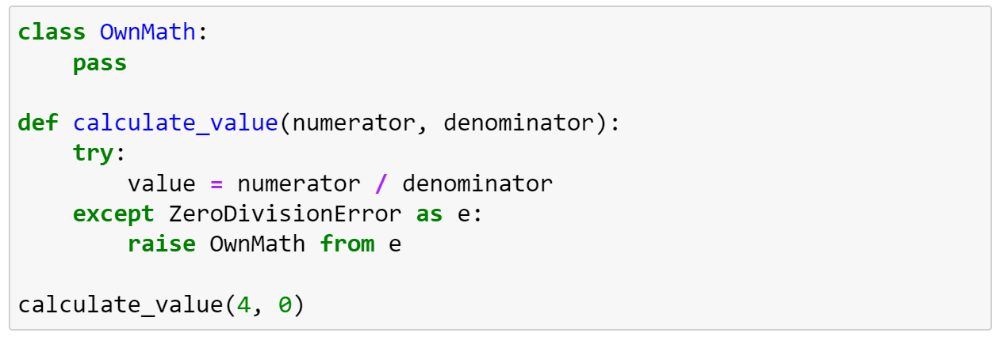 class OwnMath:
    pass

def calculate_value(numerator, denominator):
    try:
        value = numerator / denominator
    except ZeroDivisionError as e:
        raise OwnMath from e

calculate_value(4, 0)